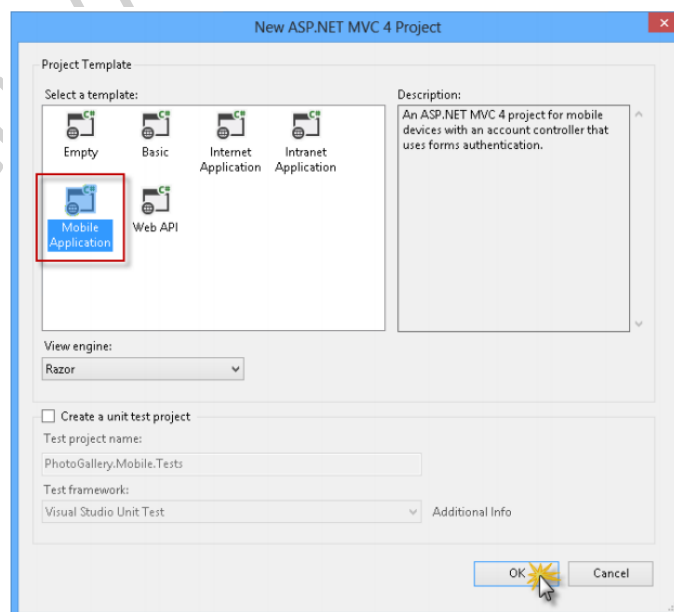 New ASP.NET MVC 4 Project
Project Template
Select a template:
Description:
C#
C#
C#
C#
Empty
Basic
Internet
Application
Intranet
Application
C#
C#
Mobile
Application
Web API
An ASP.NET MVC 4 project for mobile
devices with an account controller that
uses forms authentication.
View engine:
Razor
Create a unit test project
Test project name:
PhotoGallery.Mobile.Tests
Test framework:
Visual Studio Unit Test
Additional Info
OK
Cancel